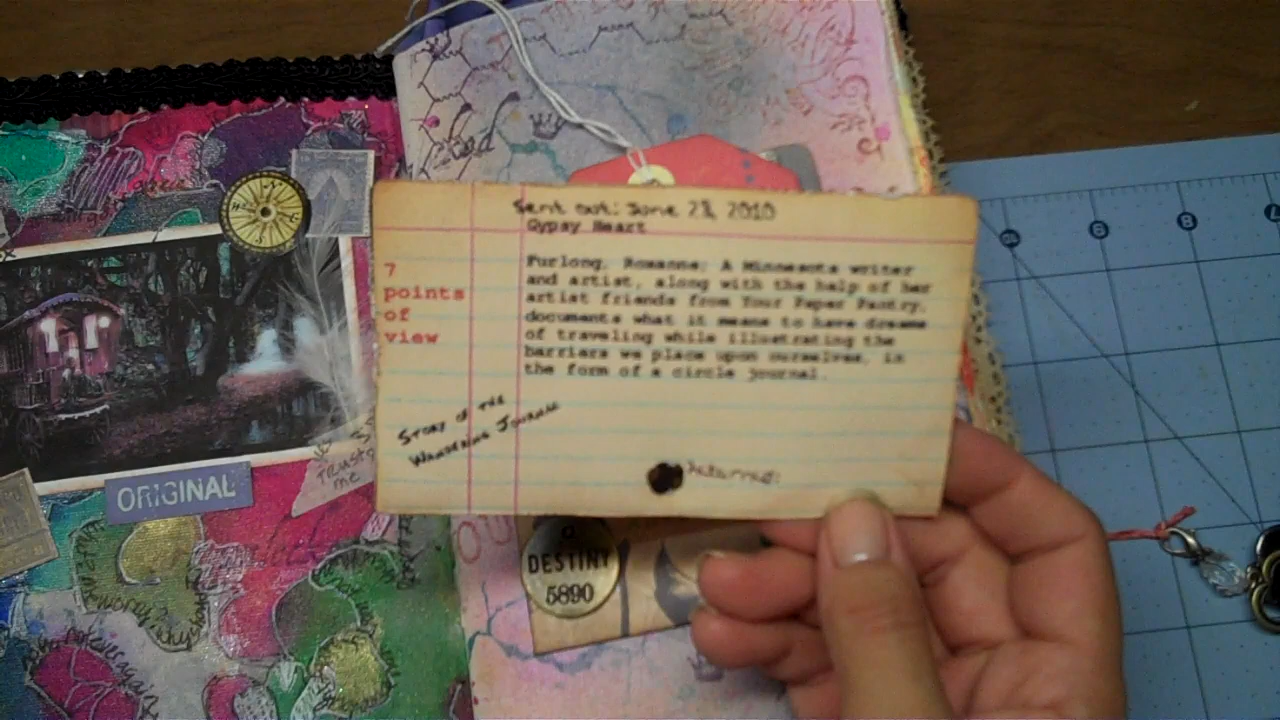 Sent out: June 23, 2010
Gypsy Heart
Furlong, Roxanne; A Minnesota writer
and artist, along with the help of her
artist friends from Your Paper Pantry,
documents what it means to have dreams
of traveling while illustrating the
barriers we place upon ourselves, in
the form of a circle journal.
7
points
of
view
STORY OF THE
WANDERING JOURNAL
Returned:
ORIGINAL
TRUST
me
DESTINY
5890